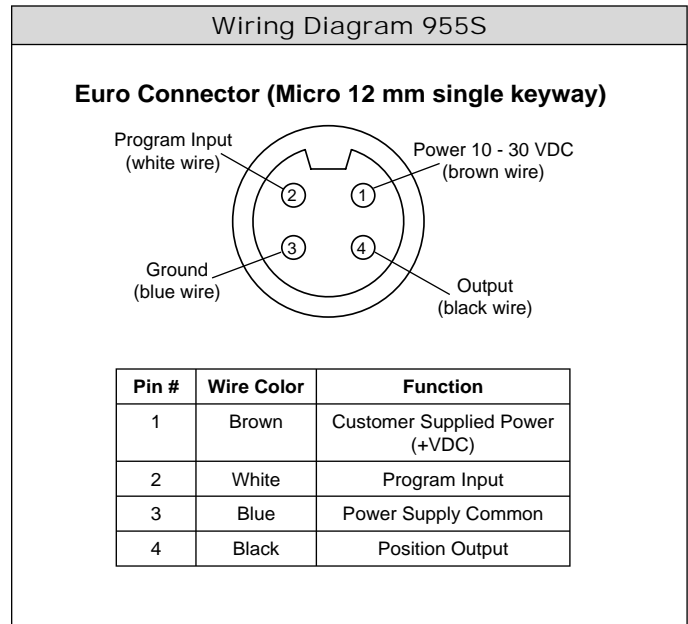 Wiring Diagram 955S
Euro Connector (Micro 12 mm single keyway)
Program Input
(white wire)
Power 10 - 30 VDC
(brown wire)
2
1
3
4
Ground
(blue wire)
Output
(black wire)
Pin # Wire Color Function
1 Brown Customer Supplied Power
(+VDC)
2 White Program Input
3 Blue Power Supply Common
4 Black Position Output